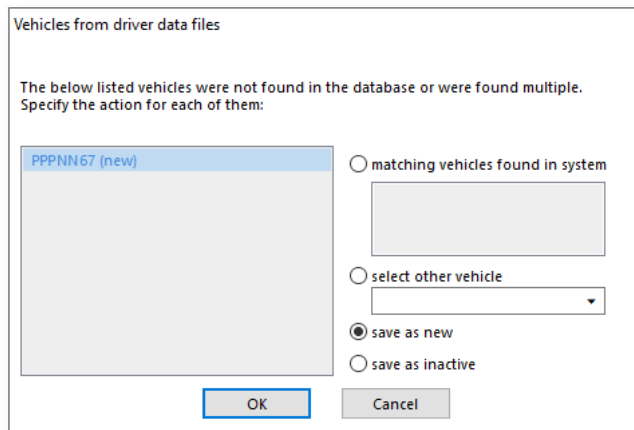 Vehicles from driver data files
The below listed vehicles were not found in the database or were found multiple.
Specify the action for each of them:
PPPNN67 (new)
matching vehicles found in system
select other vehicle
save as new
save as inactive
OK
Cancel